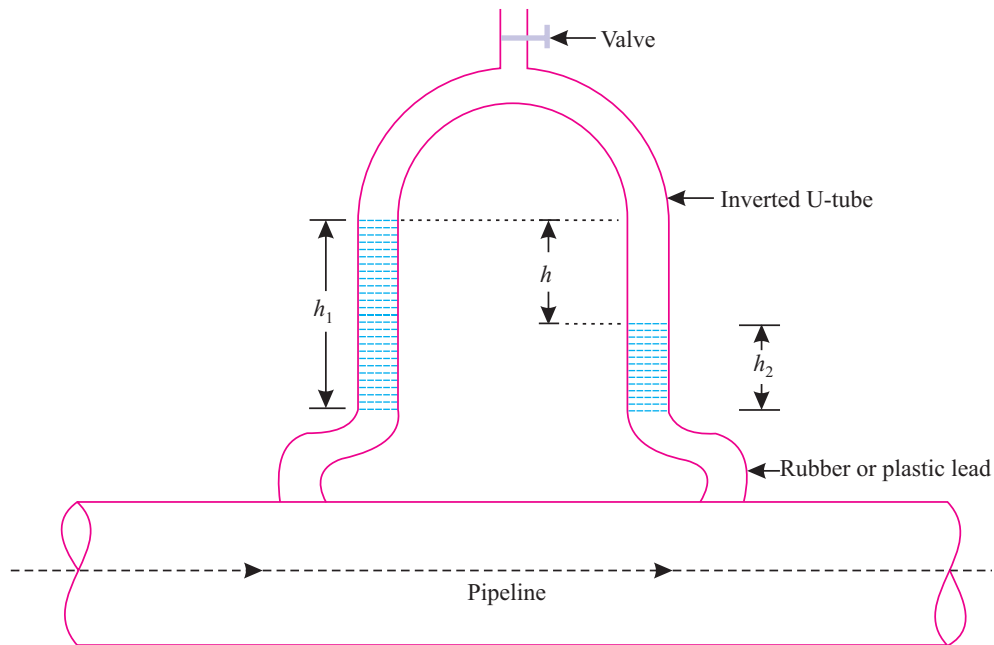 Valve
Inverted U-tube
h
h₁
h₂
Rubber or plastic lead
Pipeline